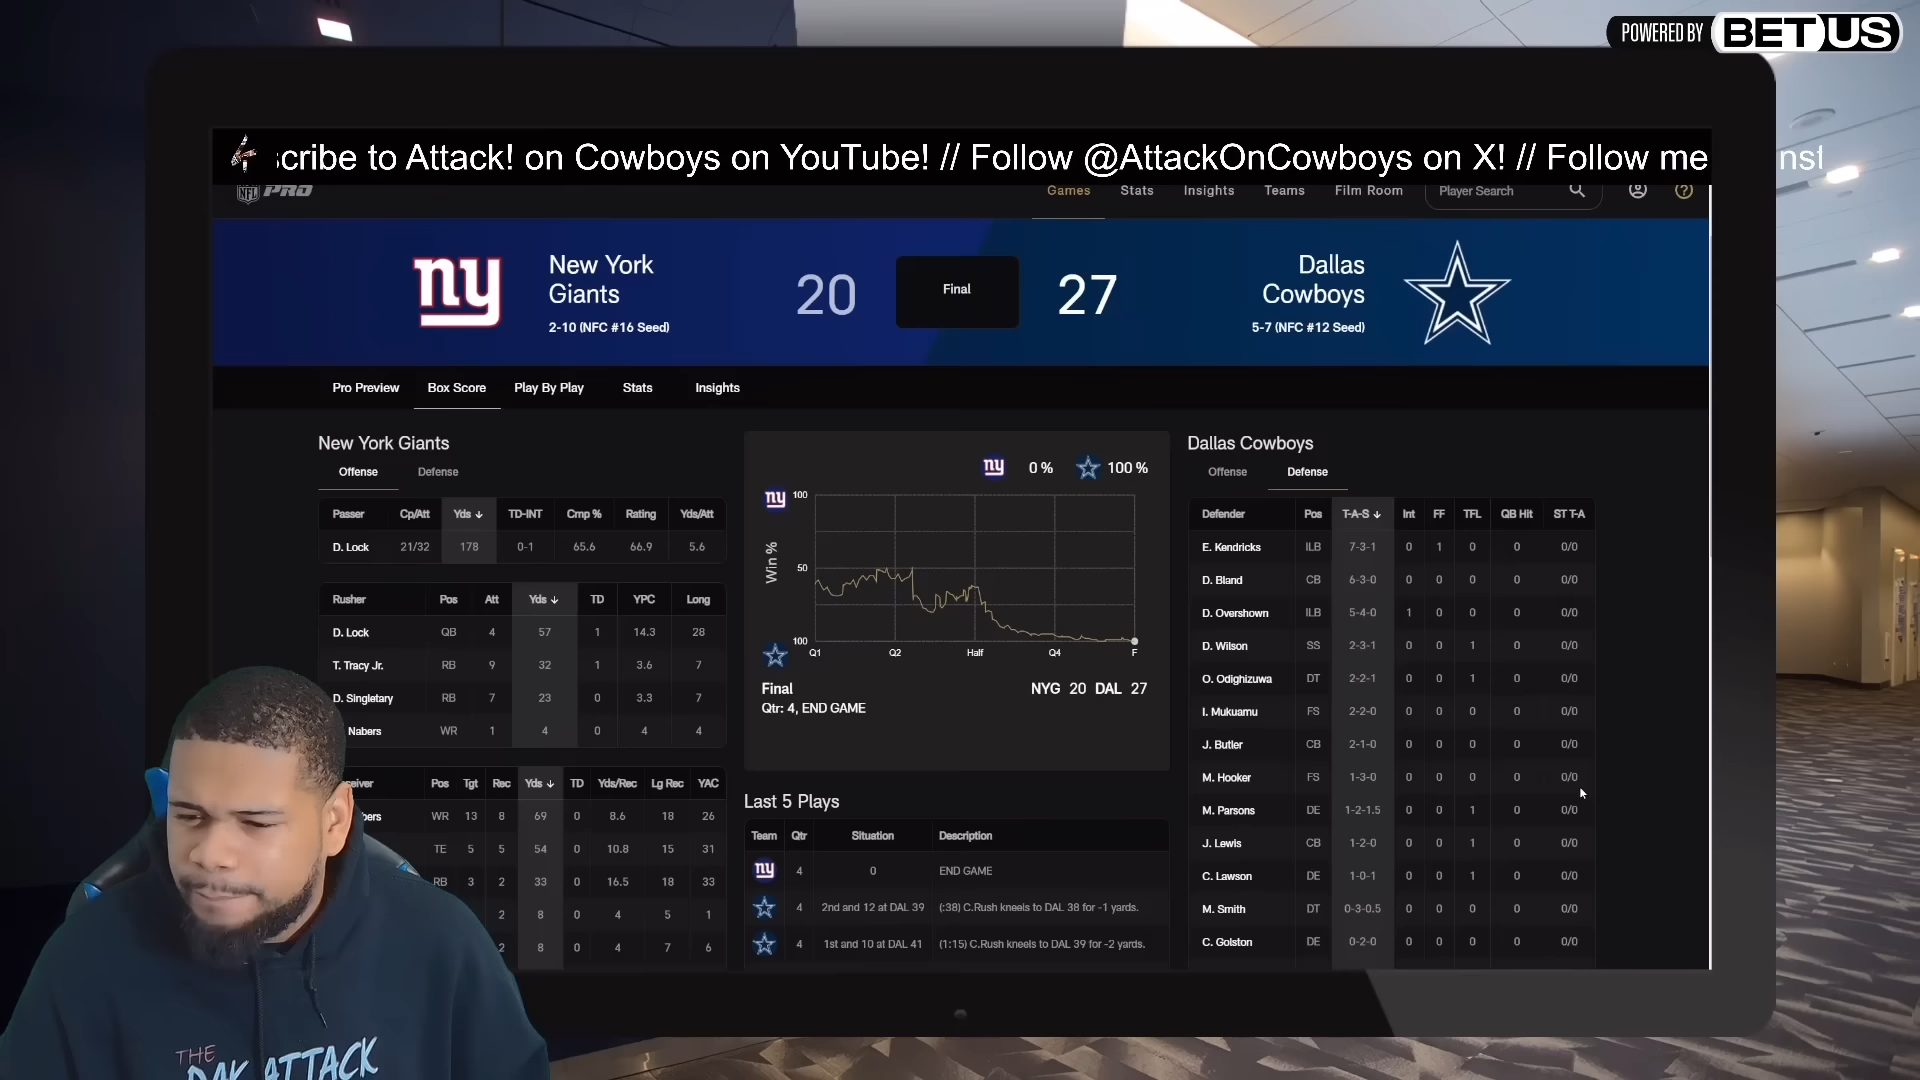 POWERED BY BETUS
scribe to Attack! on Cowboys on YouTube! // Follow @AttackOnCowboys on X! // Follow me
NFL PRO
Games Stats Insights Teams Film Room Player Search
ny New York Giants 20 Final 27 Dallas Cowboys
2-10 (NFC #16 Seed) 5-7 (NFC #12 Seed)
Pro Preview Box Score Play By Play Stats Insights
New York Giants
Offense Defense
Passer Cp/Att Yds TD-INT Cmp % Rating Yds/Att
D. Lock 21/32 178 0-1 65.6 66.9 5.6
Rusher Pos Att Yds TD YPC Long
D. Lock QB 4 57 1 14.3 28
T. Tracy Jr. RB 9 32 1 3.6 7
D. Singletary RB 7 23 0 3.3 7
Nabers WR 1 4 0 4 4
eiver Pos Tgt Rec Yds TD Yds/Rec Lg Rec YAC
bers WR 13 8 69 0 8.6 18 26
TE 5 5 54 0 10.8 15 31
RB 3 2 33 0 16.5 18 33
2 8 0 4 5 1
2 8 0 4 7 6
ny 0 % 100 %
ny 100
Win %
50
100
Q1 Q2 Half Q4 F
Final NYG 20 DAL 27
Qtr: 4, END GAME
Last 5 Plays
Team Qtr Situation Description
ny 4 0 END GAME
4 2nd and 12 at DAL 39 (:38) C.Rush kneels to DAL 38 for -1 yards.
4 1st and 10 at DAL 41 (1:15) C.Rush kneels to DAL 39 for -2 yards.
Dallas Cowboys
Offense Defense
Defender Pos T-A-S Int FF TFL QB Hit ST T-A
E. Kendricks ILB 7-3-1 0 1 0 0 0/0
D. Bland CB 6-3-0 0 0 0 0 0/0
D. Overshown ILB 5-4-0 1 0 0 0 0/0
D. Wilson SS 2-3-1 0 0 1 0 0/0
O. Odighizuwa DT 2-2-1 0 0 1 0 0/0
I. Mukuamu FS 2-2-0 0 0 0 0 0/0
J. Butler CB 2-1-0 0 0 0 0 0/0
M. Hooker FS 1-3-0 0 0 0 0 0/0
M. Parsons DE 1-2-1.5 0 0 1 0 0/0
J. Lewis CB 1-2-0 0 0 1 0 0/0
C. Lawson DE 1-0-1 0 0 1 0 0/0
M. Smith DT 0-3-0.5 0 0 0 0 0/0
C. Golston DE 0-2-0 0 0 0 0 0/0
THE
DAK ATTACK